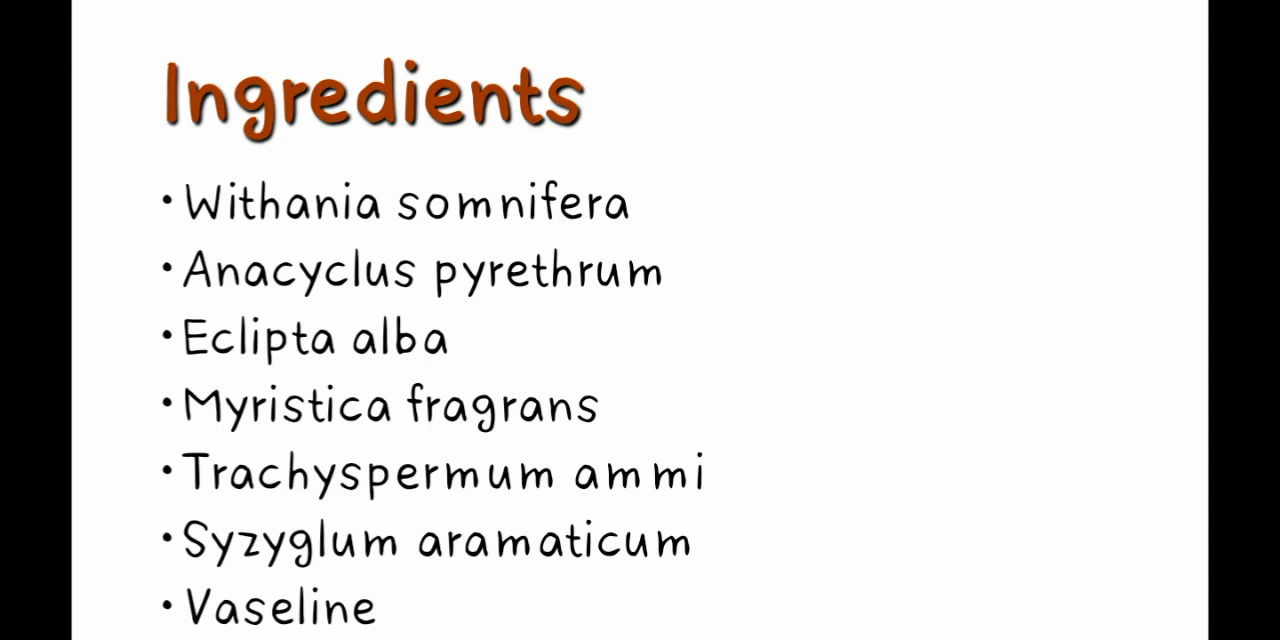 Ingredients
• Withania somnifera
• Anacyclus pyrethrum
• Eclipta alba
• Myristica fragrans
• Trachyspermum ammi
• Syzyglum aramaticum
• Vaseline